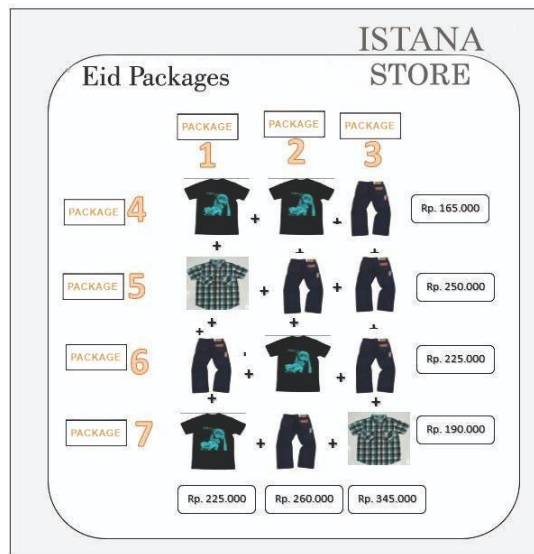 ISTANA
STORE
Eid Packages
PACKAGE 1
PACKAGE 2
PACKAGE 3
PACKAGE 4
Rp. 165.000
PACKAGE 5
Rp. 250.000
PACKAGE 6
Rp. 225.000
PACKAGE 7
Rp. 190.000
Rp. 225.000
Rp. 260.000
Rp. 345.000